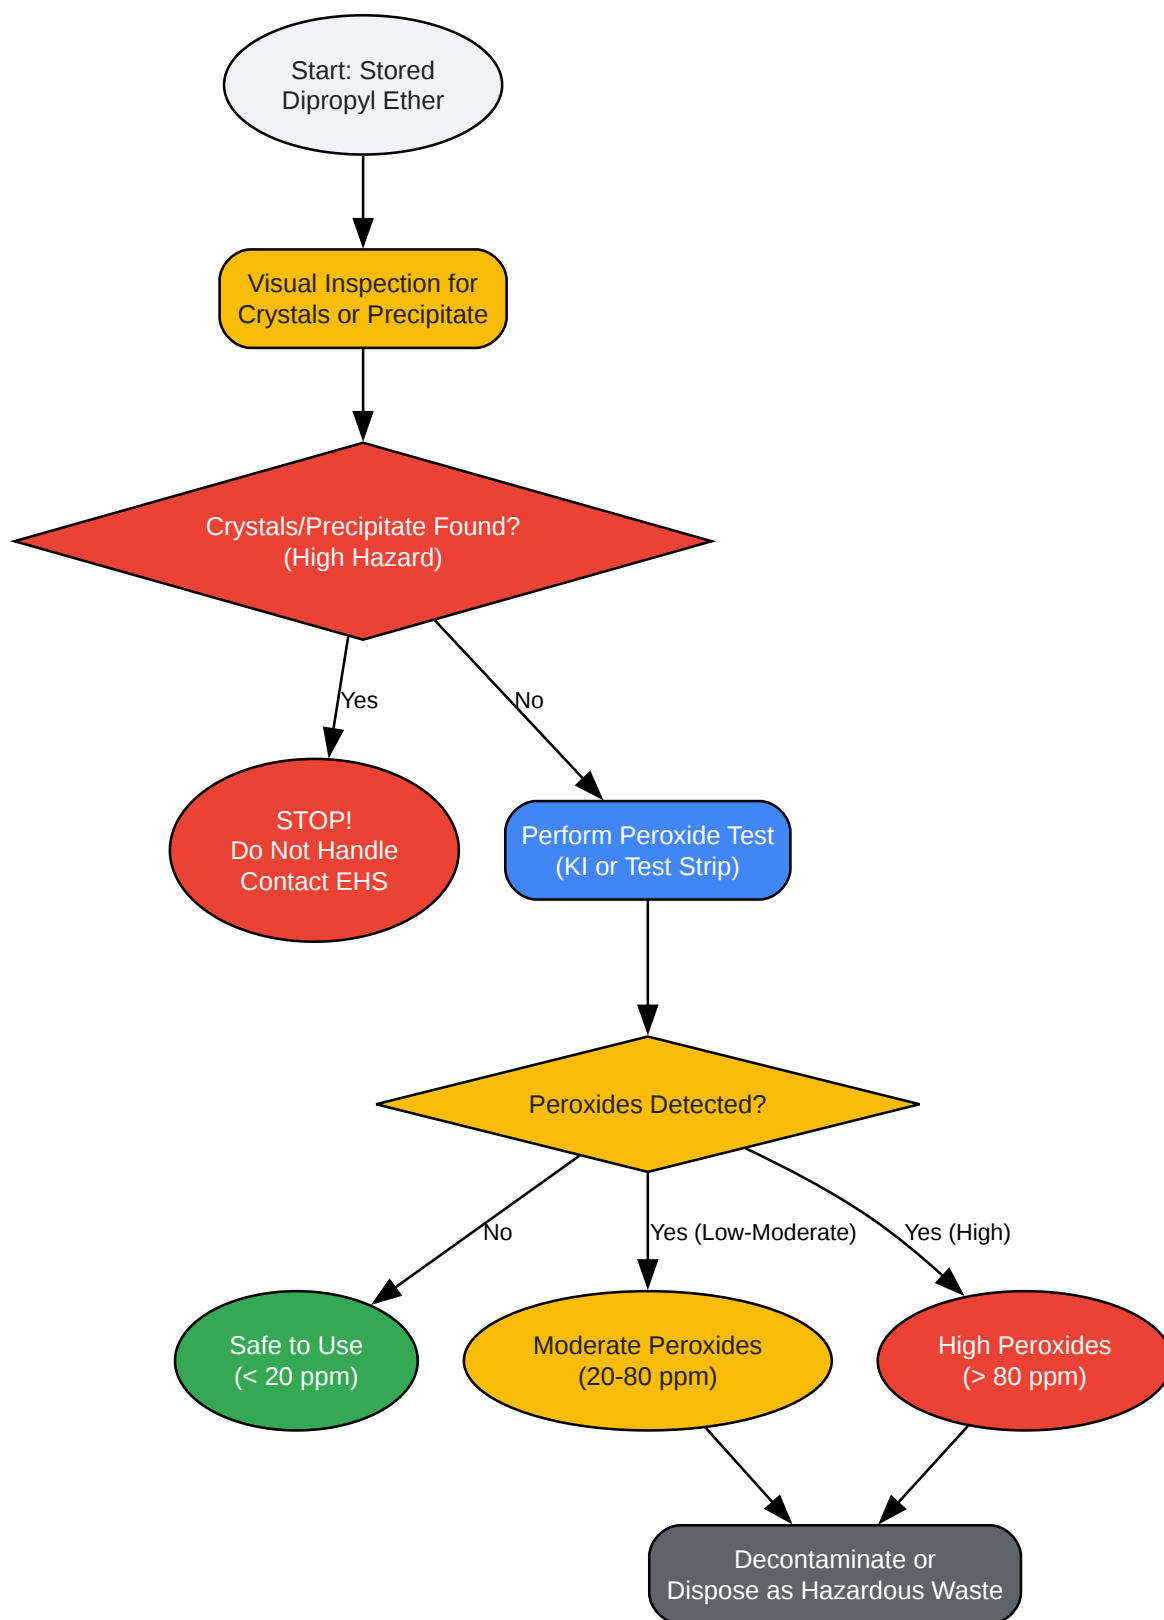 Start: Stored
Dipropyl Ether
Visual Inspection for
Crystals or Precipitate
Crystals/Precipitate Found?
(High Hazard)
Yes
No
STOP!
Do Not Handle
Contact EHS
Perform Peroxide Test
(KI or Test Strip)
Peroxides Detected?
No
Yes (Low-Moderate)
Yes (High)
Safe to Use
(< 20 ppm)
Moderate Peroxides
(20-80 ppm)
High Peroxides
(> 80 ppm)
Decontaminate or
Dispose as Hazardous Waste